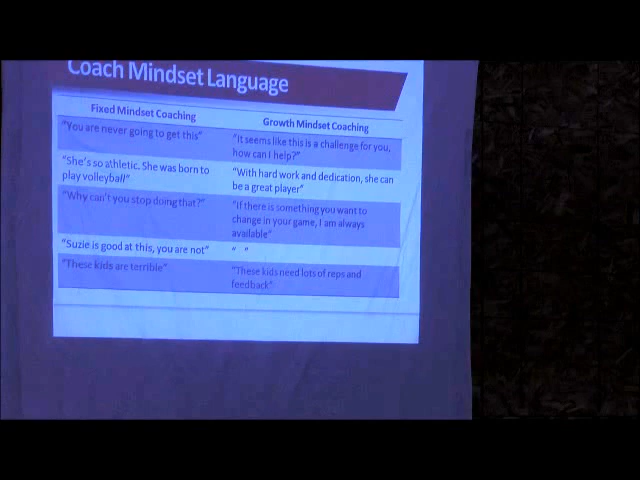 Coach Mindset Language
Fixed Mindset Coaching
Growth Mindset Coaching
"You are never going to get this"
"It seems like this is a challenge for you,
how can I help?"
"She's so athletic. She was born to
play volleyball"
"With hard work and dedication, she can
be a great player"
"Why can't you stop doing that?"
"If there is something you want to
change in your game, I am always
available"
"Suzie is good at this, you are not"
" "
"These kids are terrible"
"These kids need lots of reps and
feedback"